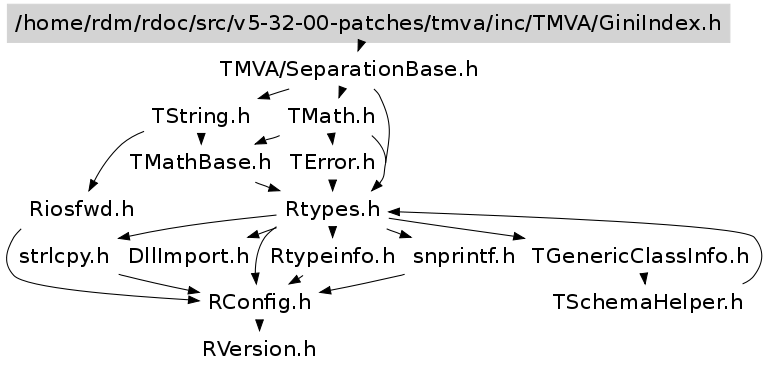 /home/rdm/rdoc/src/v5-32-00-patches/tmva/inc/TMVA/GiniIndex.h
TMVA/SeparationBase.h
TString.h TMath.h
TMathBase.h TError.h
Riosfwd.h Rtypes.h
strlcpy.h DllImport.h Rtypeinfo.h snprintf.h TGenericClassInfo.h
RConfig.h TSchemaHelper.h
RVersion.h